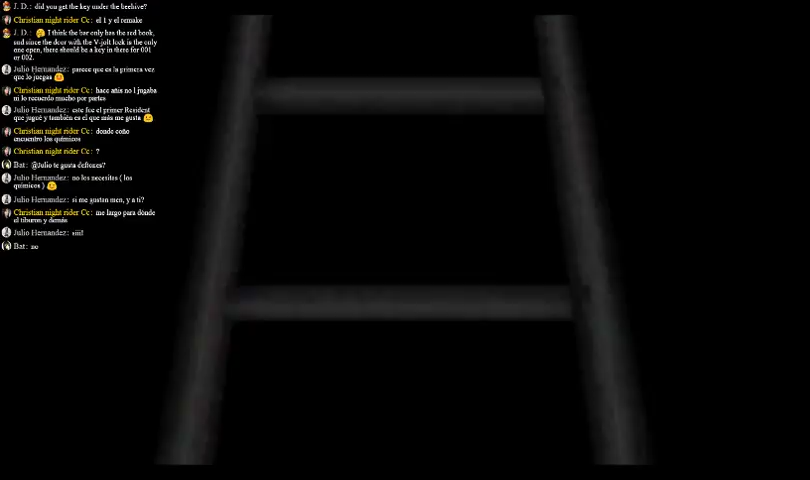 J. D.: did you get the key under the beehive?
Christian night rider Cc: el 1 y el remake
J. D.: 🤔 I think the bar only has the red book,
and since the door with the V-jolt lock is the only
one open, there should be a key in there for 001
or 002.
Julio Hernandez: parece que es la primera vez
que lo juegas
Christian night rider Cc: hace años no l jugaba
ni lo recuerdo mucho por partes
Julio Hernandez: este fue el primer Resident
que jugué y también es el que más me gusta
Christian night rider Cc: donde coño
encuentro los químicos
Christian night rider Cc: ?
Bat: @Julio te gusta deftones?
Julio Hernandez: no los necesitas ( los
químicos )
Julio Hernandez: si me gustan men, y a ti?
Christian night rider Cc: me largo para dónde
el tiburon y demás
Julio Hernandez: siii!
Bat: no